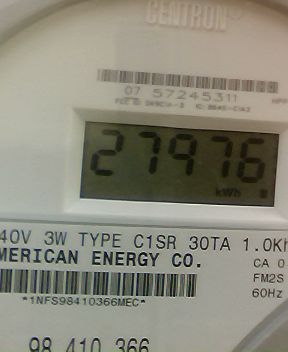 CENTRON
07 57245311
27976
kWh
40V 3W TYPE C1SR 30TA 1.0Kh
MERICAN ENERGY CO.
CA 0
FM2S
60Hz
*1NFS98410366MEC*
98 410 366